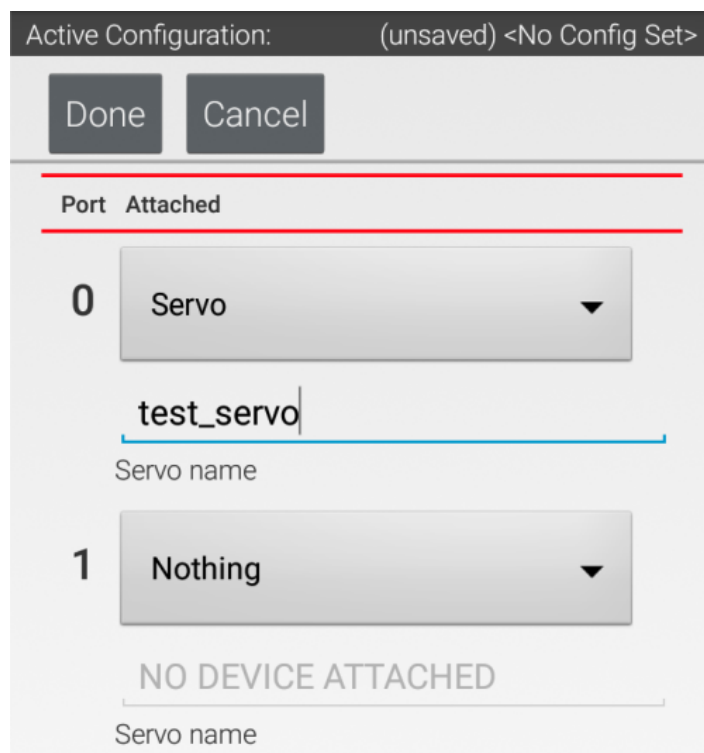 Active Configuration: (unsaved) <No Config Set>
Done Cancel
Port Attached
0 Servo
test_servo
Servo name
1 Nothing
NO DEVICE ATTACHED
Servo name